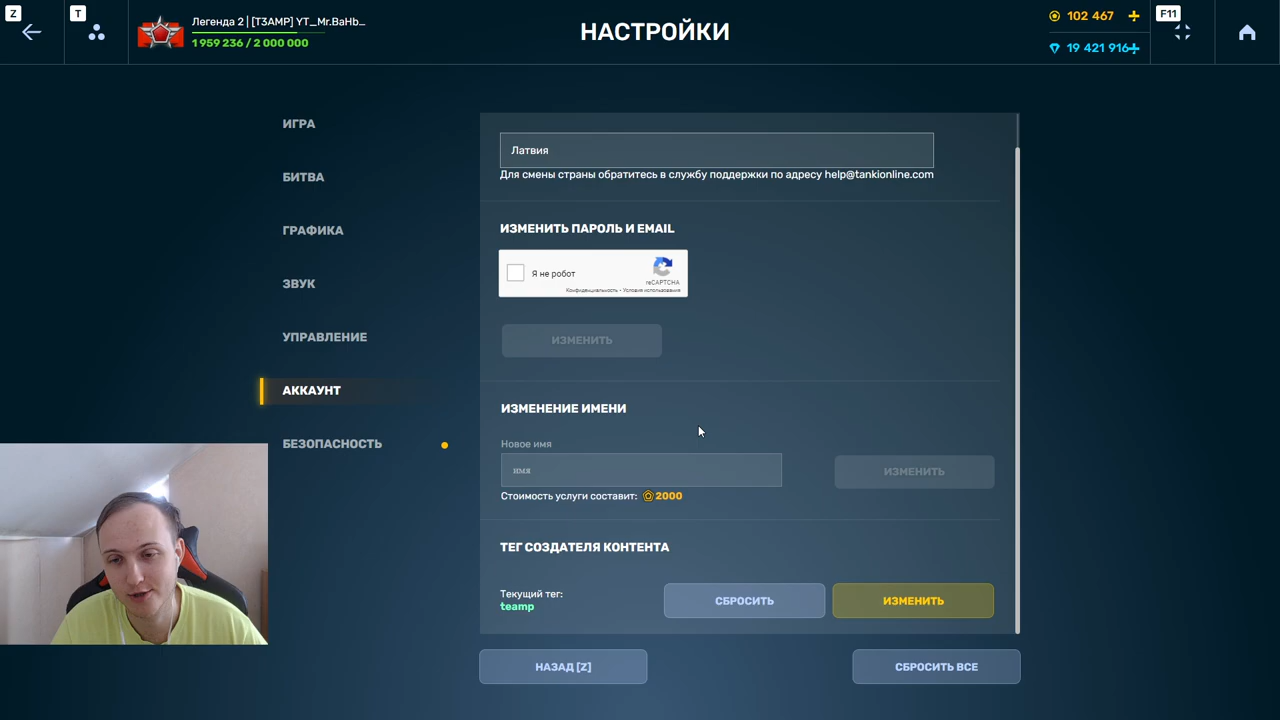 Z
T
Легенда 2 | [T3AMP] YT_Mr.BaHb...
1 959 236 / 2 000 000
НАСТРОЙКИ
102 467
19 421 916
F11
ИГРА
БИТВА
ГРАФИКА
ЗВУК
УПРАВЛЕНИЕ
АККАУНТ
БЕЗОПАСНОСТЬ
Латвия
Для смены страны обратитесь в службу поддержки по адресу help@tankionline.com
ИЗМЕНИТЬ ПАРОЛЬ И EMAIL
Я не робот
reCAPTCHA
Конфиденциальность - Условия использования
ИЗМЕНИТЬ
ИЗМЕНЕНИЕ ИМЕНИ
Новое имя
имя
ИЗМЕНИТЬ
Стоимость услуги составит: 2000
ТЕГ СОЗДАТЕЛЯ КОНТЕНТА
Текущий тег:
teamp
СБРОСИТЬ
ИЗМЕНИТЬ
НАЗАД [Z]
СБРОСИТЬ ВСЕ